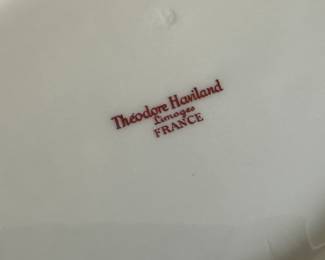 Théodore Haviland
Limoges
FRANCE